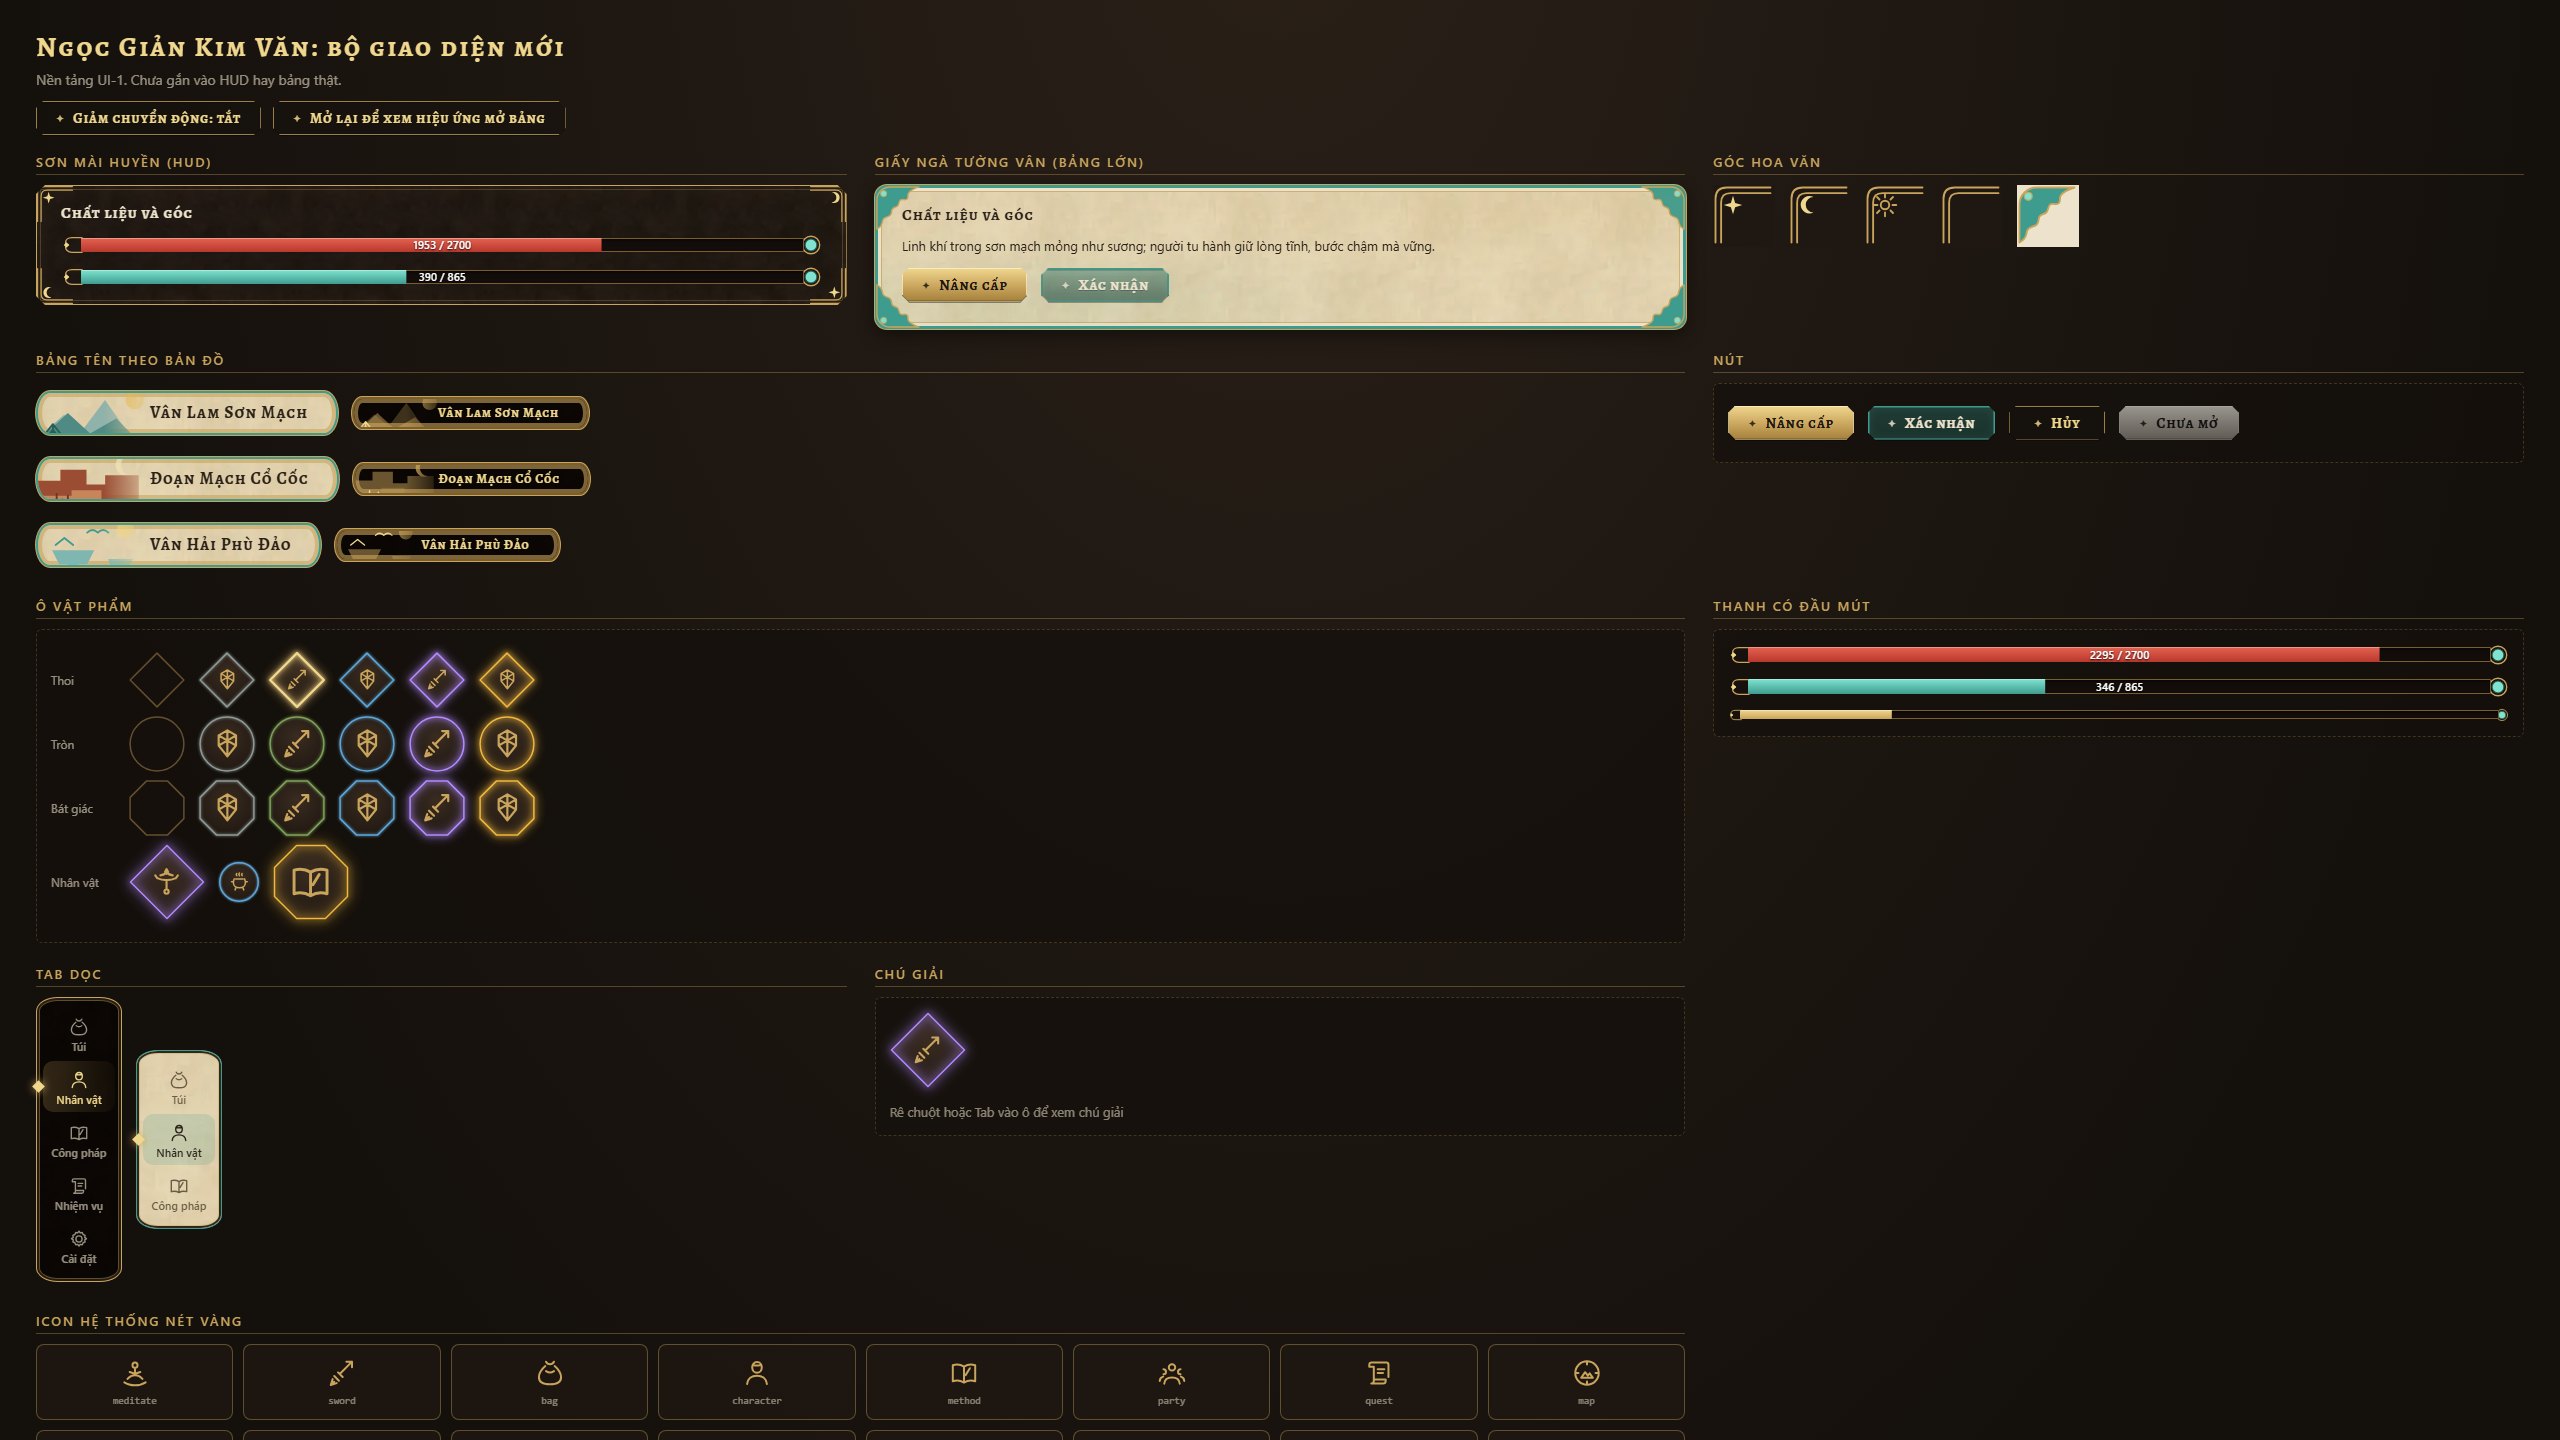 Ngọc Giản Kim Văn: bộ giao diện mới
Nền tảng UI-1. Chưa gắn vào HUD hay bảng thật.
✦ Giảm chuyển động: tắt
✦ Mở lại để xem hiệu ứng mở bảng
SƠN MÀI HUYỀN (HUD)
GIẤY NGÀ TƯỜNG VÂN (BẢNG LỚN)
GÓC HOA VĂN
Chất liệu và góc
1953 / 2700
390 / 865
Chất liệu và góc
Linh khí trong sơn mạch mỏng như sương; người tu hành giữ lòng tĩnh, bước chậm mà vững.
✦ Nâng cấp
✦ Xác nhận
BẢNG TÊN THEO BẢN ĐỒ
NÚT
Vân Lam Sơn Mạch
Vân Lam Sơn Mạch
✦ Nâng cấp
✦ Xác nhận
✦ Hủy
✦ Chưa mở
Đoạn Mạch Cổ Cốc
Đoạn Mạch Cổ Cốc
Vân Hải Phù Đảo
Vân Hải Phù Đảo
Ô VẬT PHẨM
THANH CÓ ĐẦU MÚT
Thoi
Tròn
Bát giác
Nhân vật
2295 / 2700
346 / 865
TAB DỌC
CHÚ GIẢI
Túi
Nhân vật
Công pháp
Nhiệm vụ
Cài đặt
Túi
Nhân vật
Công pháp
Rê chuột hoặc Tab vào ô để xem chú giải
ICON HỆ THỐNG NÉT VÀNG
meditate
sword
bag
character
method
party
quest
map